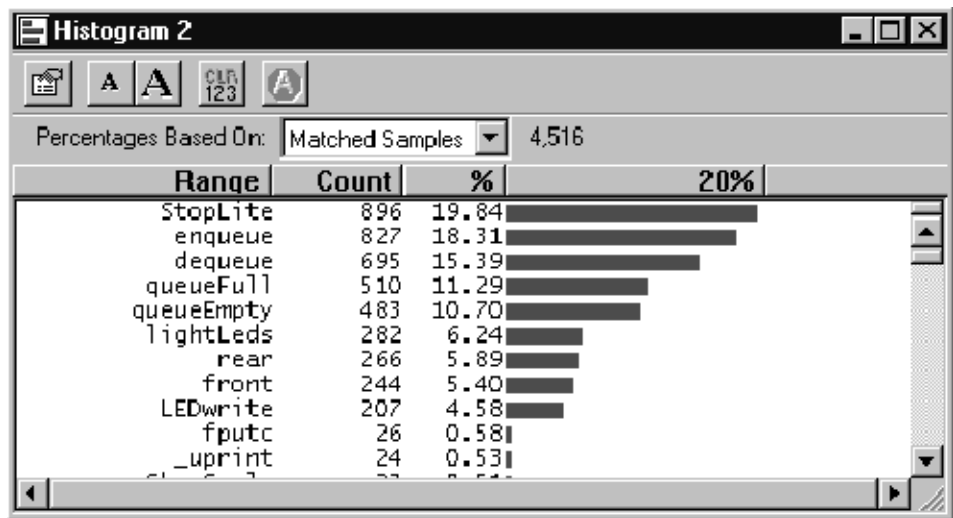 Histogram 2
A A CLR 123 A
Percentages Based On: Matched Samples 4,516
Range Count % 20%
StopLite 896 19.84
enqueue 827 18.31
dequeue 695 15.39
queueFull 510 11.29
queueEmpty 483 10.70
lightLeds 282 6.24
rear 266 5.89
front 244 5.40
LEDwrite 207 4.58
fputc 26 0.58
_uprint 24 0.53